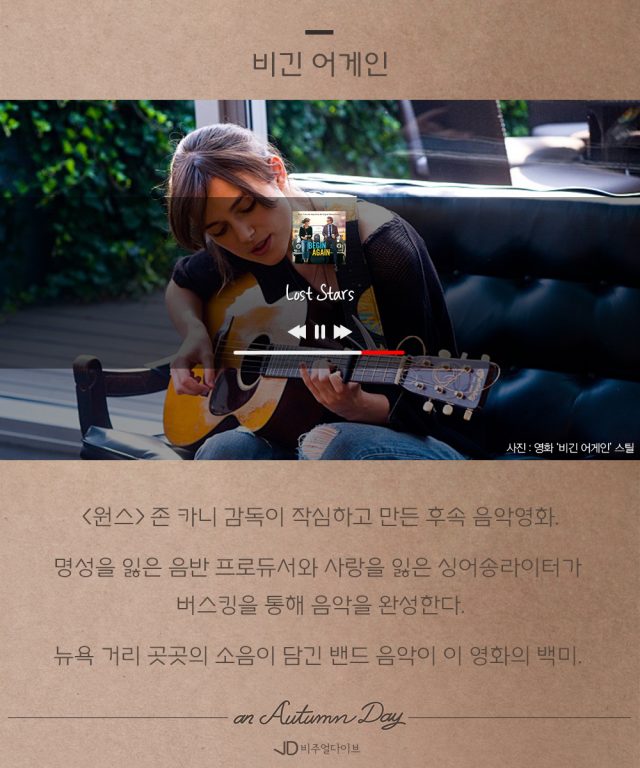 비긴 어게인
BEGIN
AGAIN
Lost Stars
사진 : 영화 '비긴 어게인' 스틸
<원스> 존 카니 감독이 작심하고 만든 후속 음악영화.
명성을 잃은 음반 프로듀서와 사랑을 잃은 싱어송라이터가
버스킹을 통해 음악을 완성한다.
뉴욕 거리 곳곳의 소음이 담긴 밴드 음악이 이 영화의 백미.
an Autumn Day
VD 비주얼다이브